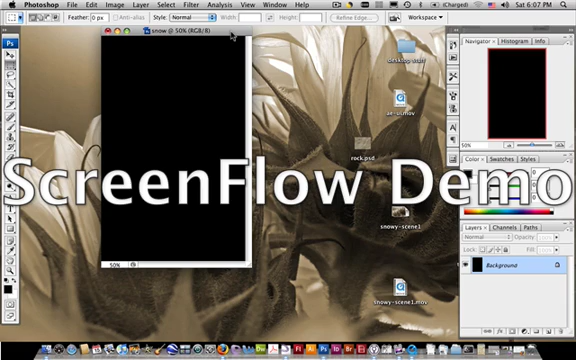 Photoshop File Edit Image Layer Select Filter Analysis View Window Help (Charged) Sat 6:07 PM
Feather: 0 px Anti-alias Style: Normal Width: Height: Refine Edge... Workspace
snow @ 50% (RGB/8)
Navigator Histogram Info
desktop stuff
ae-ui.mov
50%
rock.psd
Color Swatches Styles
ScreenFlow Demo
snowy-scene1
Layers Channels Paths
Normal Opacity:
Lock: Fill:
Background
50%
snowy-scene1.mov